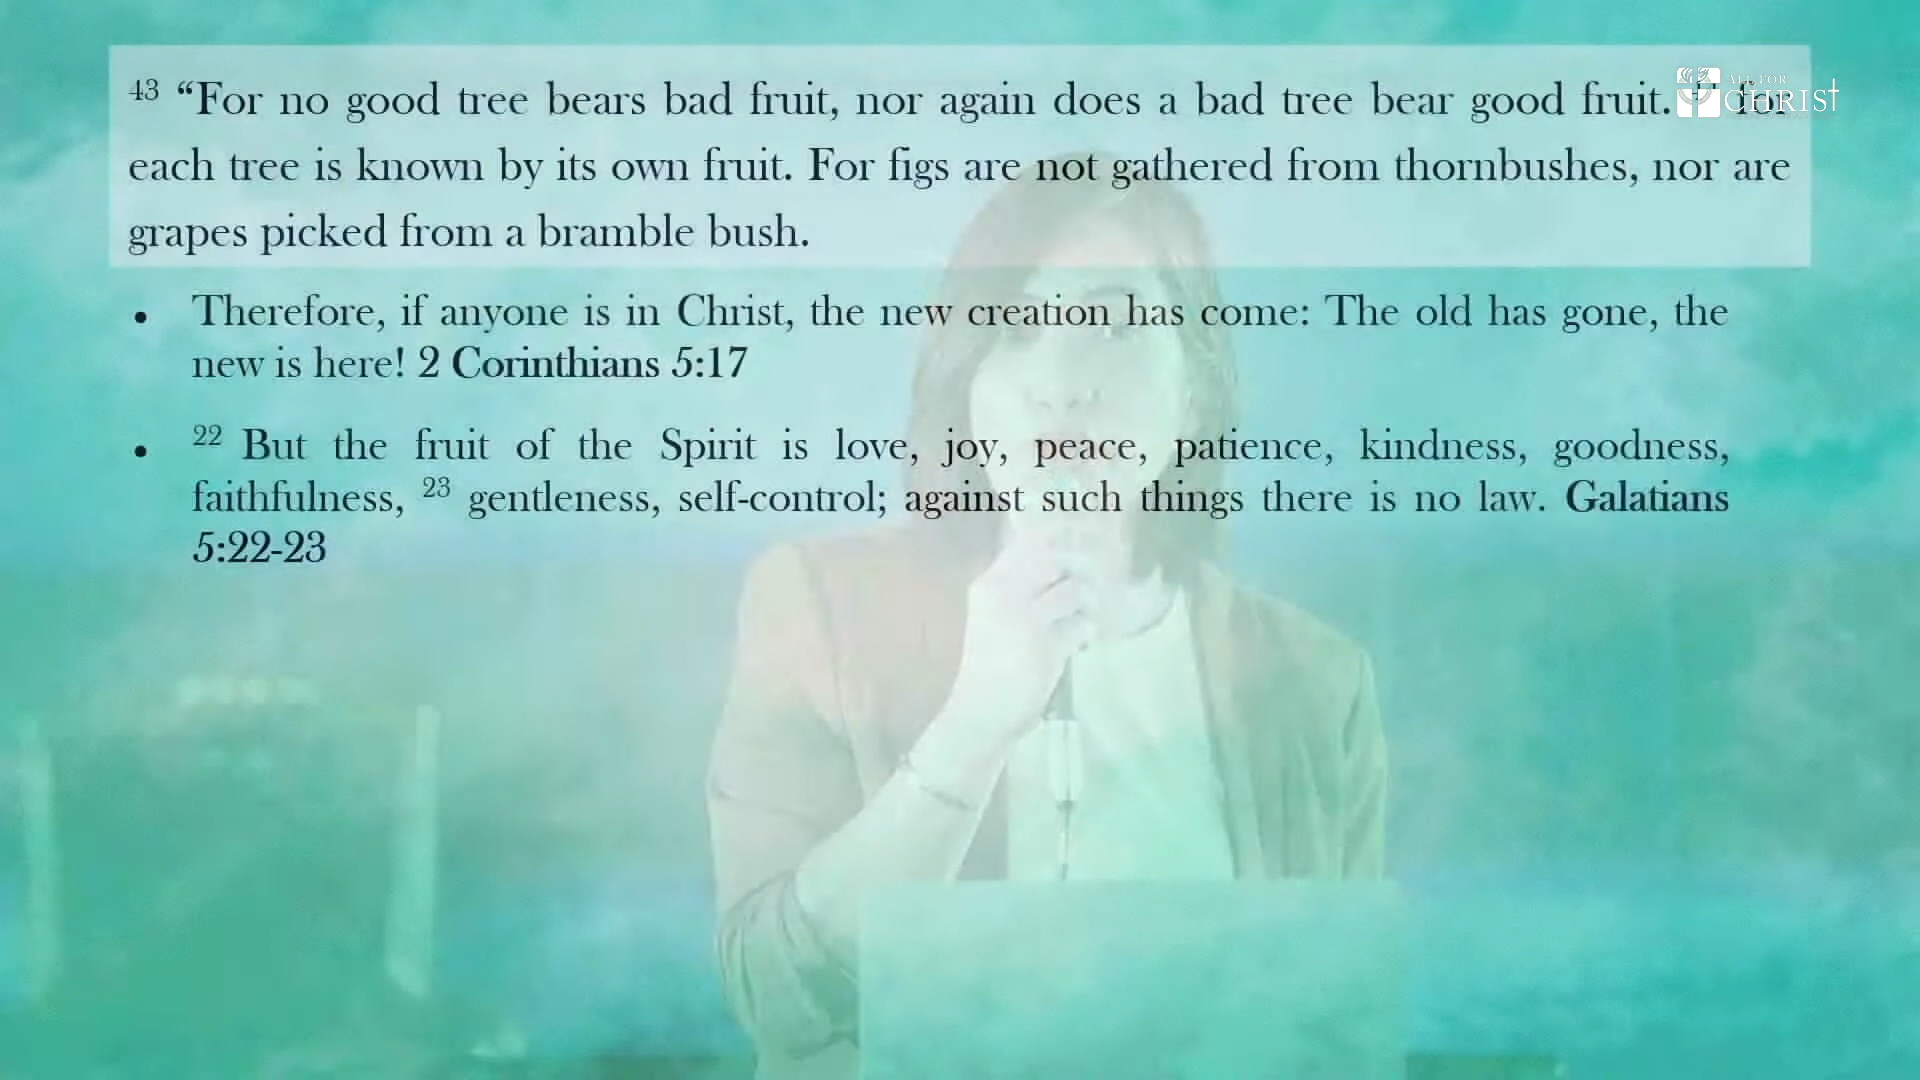 43 “For no good tree bears bad fruit, nor again does a bad tree bear good fruit. for
each tree is known by its own fruit. For figs are not gathered from thornbushes, nor are
grapes picked from a bramble bush.
• Therefore, if anyone is in Christ, the new creation has come: The old has gone, the
new is here! 2 Corinthians 5:17
• 22 But the fruit of the Spirit is love, joy, peace, patience, kindness, goodness,
faithfulness, 23 gentleness, self-control; against such things there is no law. Galatians
5:22-23
ALL FOR
CHRIST